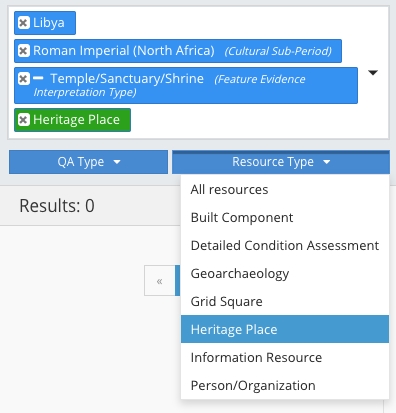 Libya
Roman Imperial (North Africa) (Cultural Sub-Period)
Temple/Sanctuary/Shrine (Feature Evidence
Interpretation Type)
Heritage Place
QA Type Resource Type
All resources
Results: 0
Built Component
Detailed Condition Assessment
Geoarchaeology
«
Grid Square
Heritage Place
Information Resource
Person/Organization